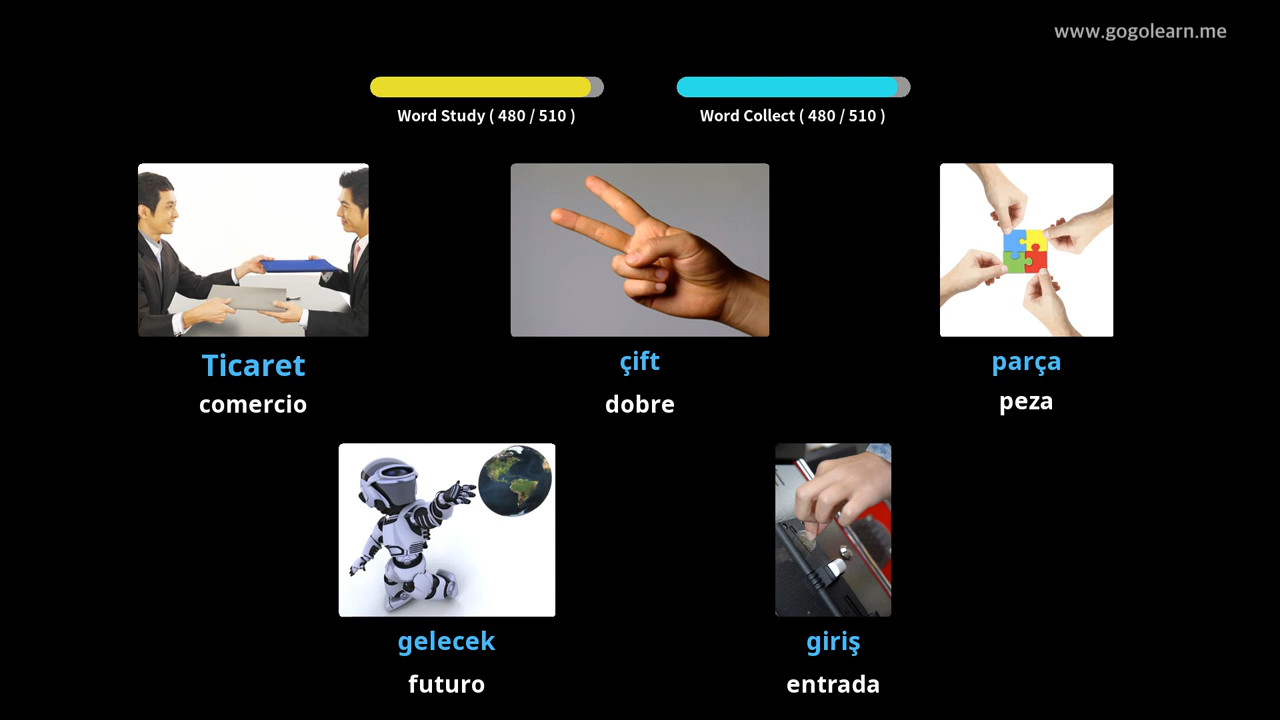 www.gogolearn.me
Word Study ( 480 / 510 )
Word Collect ( 480 / 510 )
Ticaret
comercio
çift
dobre
parça
peza
gelecek
futuro
giriş
entrada